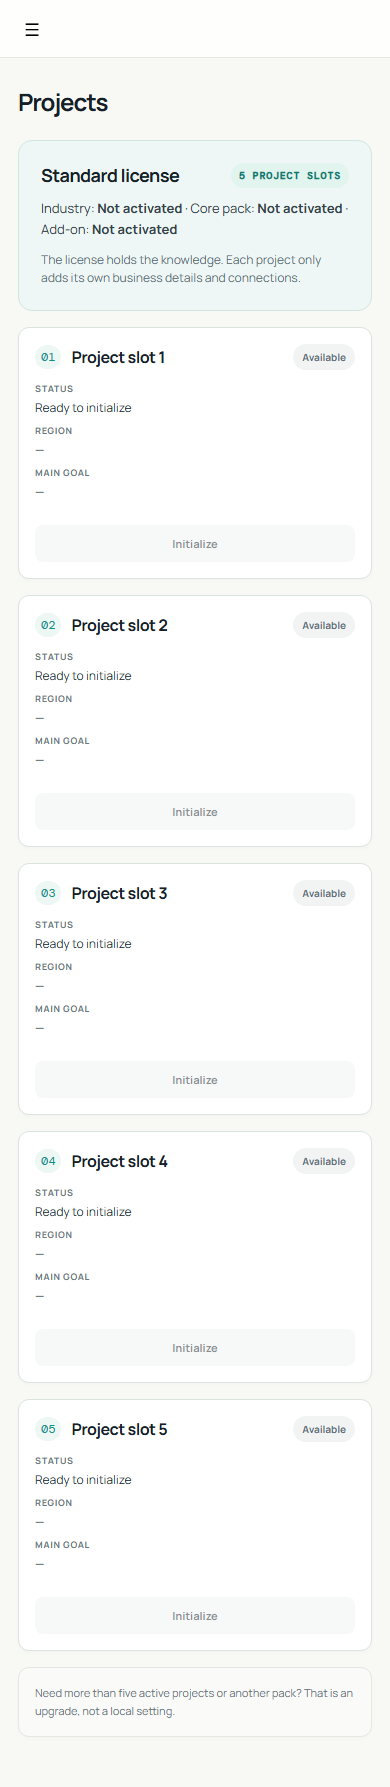 Projects
Standard license
5 PROJECT SLOTS
Industry: Not activated · Core pack: Not activated ·
Add-on: Not activated
The license holds the knowledge. Each project only
adds its own business details and connections.
01 Project slot 1 Available
STATUS
Ready to initialize
REGION
—
MAIN GOAL
—
Initialize
02 Project slot 2 Available
STATUS
Ready to initialize
REGION
—
MAIN GOAL
—
Initialize
03 Project slot 3 Available
STATUS
Ready to initialize
REGION
—
MAIN GOAL
—
Initialize
04 Project slot 4 Available
STATUS
Ready to initialize
REGION
—
MAIN GOAL
—
Initialize
05 Project slot 5 Available
STATUS
Ready to initialize
REGION
—
MAIN GOAL
—
Initialize
Need more than five active projects or another pack? That is an
upgrade, not a local setting.